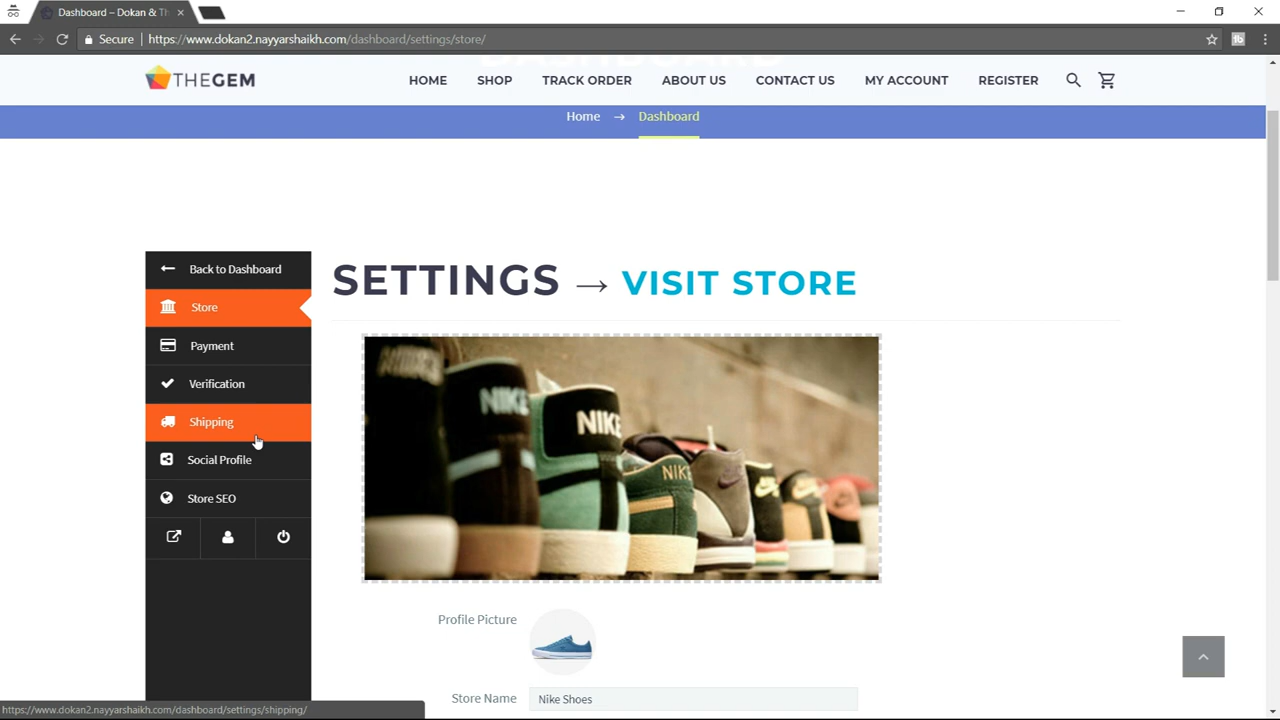 Dashboard – Dokan & Th
Secure | https://www.dokan2.nayyarshaikh.com/dashboard/settings/store/
DASHBOARD
THEGEM
HOME SHOP TRACK ORDER ABOUT US CONTACT US MY ACCOUNT REGISTER
Home → Dashboard
Back to Dashboard
Store
Payment
Verification
Shipping
Social Profile
Store SEO
SETTINGS → VISIT STORE
NIKE
NIKE
NIKE
Profile Picture
Store Name Nike Shoes
https://www.dokan2.nayyarshaikh.com/dashboard/settings/shipping/